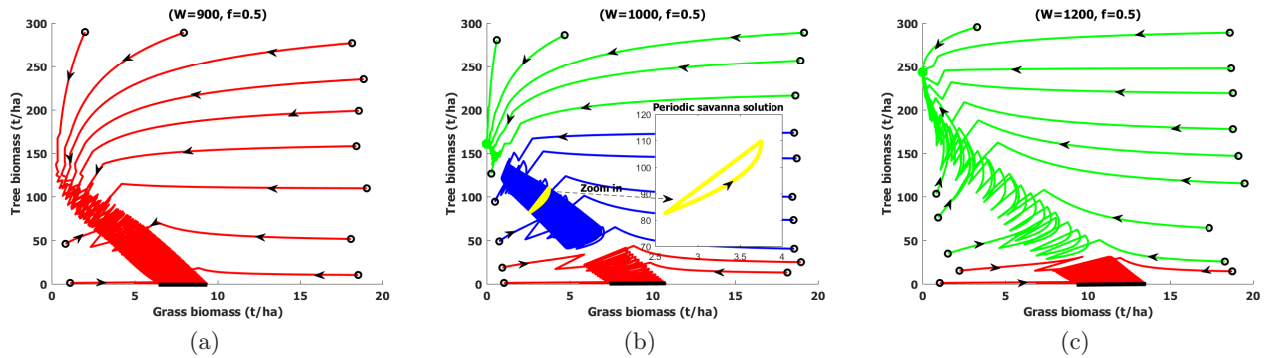 (W=900, f=0.5)
300
250
200
150
100
50
0
0 5 10 15 20
Tree biomass (t/ha)
Grass biomass (t/ha)
(a)
(W=1000, f=0.5)
300
250
200
150
100
50
0
0 5 10 15 20
Tree biomass (t/ha)
Grass biomass (t/ha)
Periodic savanna solution
120
110
100
90
80
70
2.5 3 3.5 4
Zoom in
(b)
(W=1200, f=0.5)
300
250
200
150
100
50
0
0 5 10 15 20
Tree biomass (t/ha)
Grass biomass (t/ha)
(c)